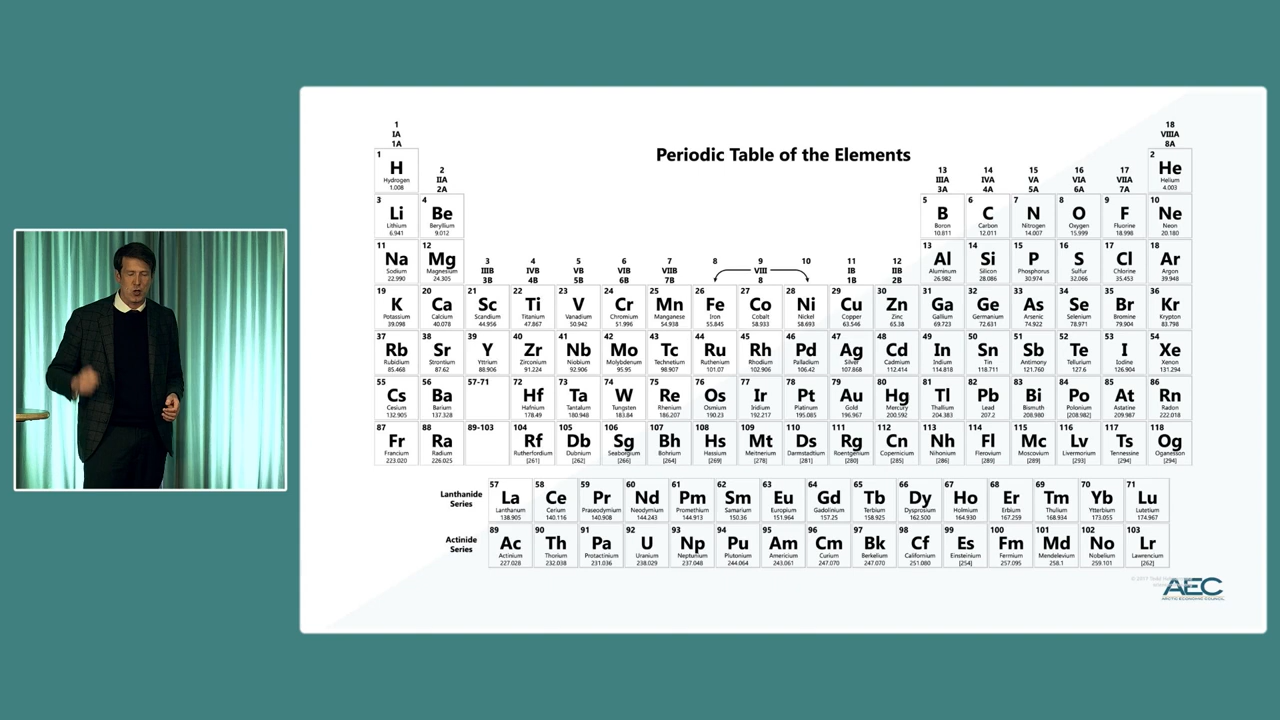 1 18
IA VIIIA
1A 8A
Periodic Table of the Elements
1 2
H He
Hydrogen Helium
1.008 4.003
2 13 14 15 16 17
IIA IIIA IVA VA VIA VIIA
2A 3A 4A 5A 6A 7A
3 4 5 6 7 8 9 10
Li Be B C N O F Ne
Lithium Beryllium Boron Carbon Nitrogen Oxygen Fluorine Neon
6.941 9.012 10.811 12.011 14.007 15.999 18.998 20.180
11 12 13 14 15 16 17 18
Na Mg Al Si P S Cl Ar
Sodium Magnesium Aluminum Silicon Phosphorus Sulfur Chlorine Argon
22.990 24.305 26.982 28.086 30.974 32.066 35.453 39.948
3 4 5 6 7 8 9 10 11 12
IIIB IVB VB VIB VIIB VIII IB IIB
3B 4B 5B 6B 7B 8 1B 2B
19 20 21 22 23 24 25 26 27 28 29 30 31 32 33 34 35 36
K Ca Sc Ti V Cr Mn Fe Co Ni Cu Zn Ga Ge As Se Br Kr
Potassium Calcium Scandium Titanium Vanadium Chromium Manganese Iron Cobalt Nickel Copper Zinc Gallium Germanium Arsenic Selenium Bromine Krypton
39.098 40.078 44.956 47.867 50.942 51.996 54.938 55.845 58.933 58.693 63.546 65.38 69.723 72.631 74.922 78.971 79.904 83.798
37 38 39 40 41 42 43 44 45 46 47 48 49 50 51 52 53 54
Rb Sr Y Zr Nb Mo Tc Ru Rh Pd Ag Cd In Sn Sb Te I Xe
Rubidium Strontium Yttrium Zirconium Niobium Molybdenum Technetium Ruthenium Rhodium Palladium Silver Cadmium Indium Tin Antimony Tellurium Iodine Xenon
85.468 87.62 88.906 91.224 92.906 95.95 98.907 101.07 102.906 106.42 107.868 112.414 114.818 118.711 121.760 127.6 126.904 131.294
55 56 57-71 72 73 74 75 76 77 78 79 80 81 82 83 84 85 86
Cs Ba Hf Ta W Re Os Ir Pt Au Hg Tl Pb Bi Po At Rn
Cesium Barium Hafnium Tantalum Tungsten Rhenium Osmium Iridium Platinum Gold Mercury Thallium Lead Bismuth Polonium Astatine Radon
132.905 137.328 178.49 180.948 183.84 186.207 190.23 192.217 195.085 196.967 200.592 204.383 207.2 208.980 [208.982] 209.987 222.018
87 88 89-103 104 105 106 107 108 109 110 111 112 113 114 115 116 117 118
Fr Ra Rf Db Sg Bh Hs Mt Ds Rg Cn Nh Fl Mc Lv Ts Og
Francium Radium Rutherfordium Dubnium Seaborgium Bohrium Hassium Meitnerium Darmstadtium Roentgenium Copernicium Nihonium Flerovium Moscovium Livermorium Tennessine Oganesson
223.020 226.025 [261] [262] [266] [264] [269] [278] [281] [280] [285] [286] [289] [289] [293] [294] [294]
Lanthanide Series
57 58 59 60 61 62 63 64 65 66 67 68 69 70 71
La Ce Pr Nd Pm Sm Eu Gd Tb Dy Ho Er Tm Yb Lu
Lanthanum Cerium Praseodymium Neodymium Promethium Samarium Europium Gadolinium Terbium Dysprosium Holmium Erbium Thulium Ytterbium Lutetium
138.905 140.116 140.908 144.243 144.913 150.36 151.964 157.25 158.925 162.500 164.930 167.259 168.934 173.055 174.967
Actinide Series
89 90 91 92 93 94 95 96 97 98 99 100 101 102 103
Ac Th Pa U Np Pu Am Cm Bk Cf Es Fm Md No Lr
Actinium Thorium Protactinium Uranium Neptunium Plutonium Americium Curium Berkelium Californium Einsteinium Fermium Mendelevium Nobelium Lawrencium
227.028 232.038 231.036 238.029 237.048 244.064 243.061 247.070 247.070 251.080 [254] 257.095 258.1 259.101 [262]
© 2017 Todd
AEC
ARCTIC ECONOMIC COUNCIL